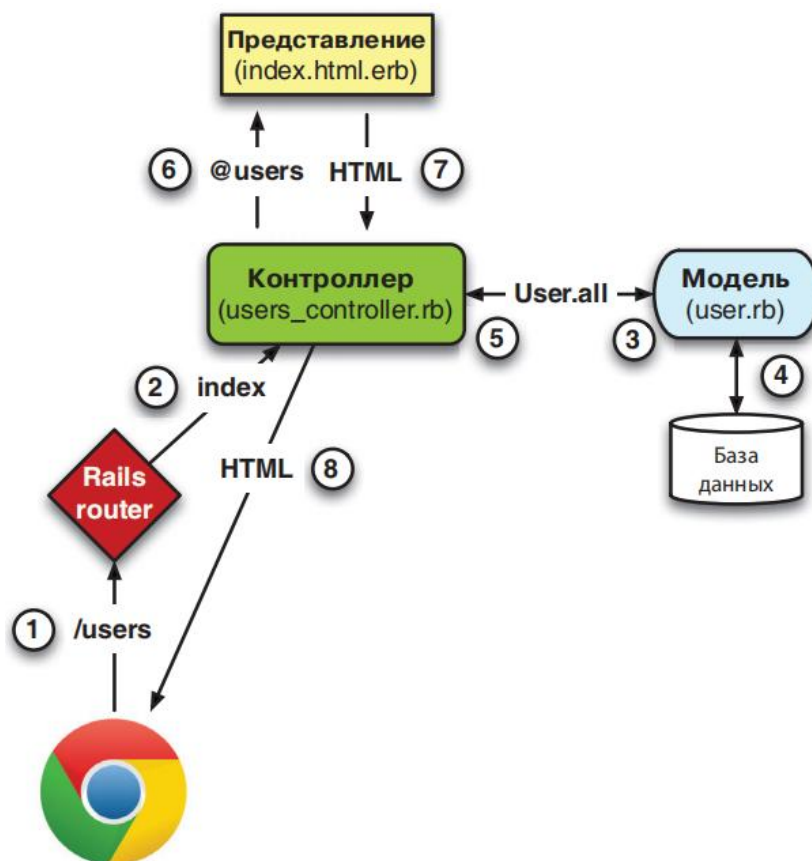 Представление
(index.html.erb)
6 @users HTML 7
Контроллер
(users_controller.rb)
User.all
Модель
(user.rb)
5
3
4
2 index
HTML 8
Rails
router
База
данных
1 /users